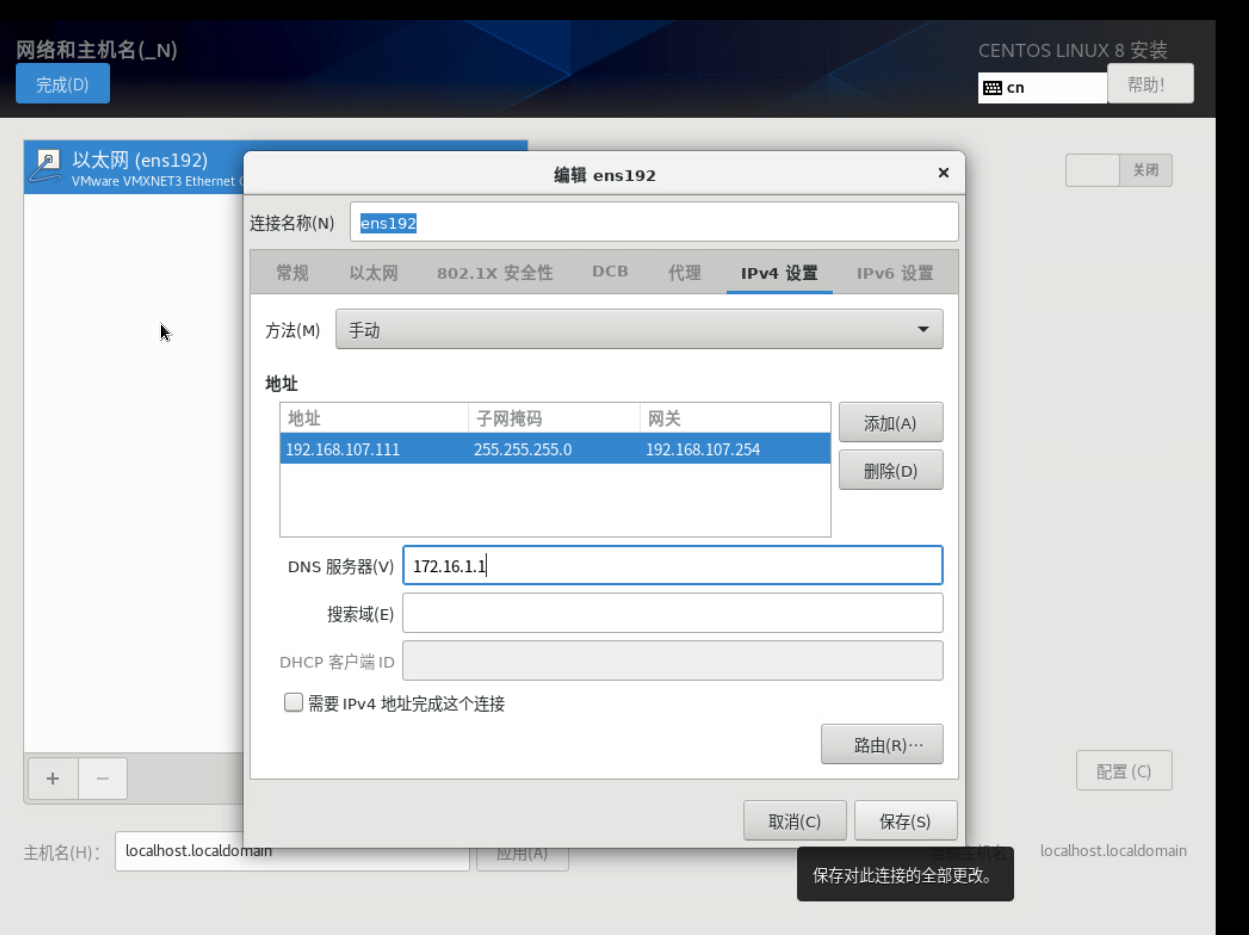 网络和主机名(_N)
CENTOS LINUX 8 安装
完成(D)
cn
帮助!
以太网 (ens192)
VMware VMXNET3 Ethernet
关闭
编辑 ens192
连接名称(N)
ens192
常规
以太网
802.1X 安全性
DCB
代理
IPv4 设置
IPv6 设置
方法(M)
手动
地址
地址
子网掩码
网关
192.168.107.111
255.255.255.0
192.168.107.254
添加(A)
删除(D)
DNS 服务器(V)
172.16.1.1
搜索域(E)
DHCP 客户端 ID
需要 IPv4 地址完成这个连接
路由(R)…
配置 (C)
取消(C)
保存(S)
主机名(H):
localhost.localdomain
应用(A)
当前主机名
localhost.localdomain
保存对此连接的全部更改。